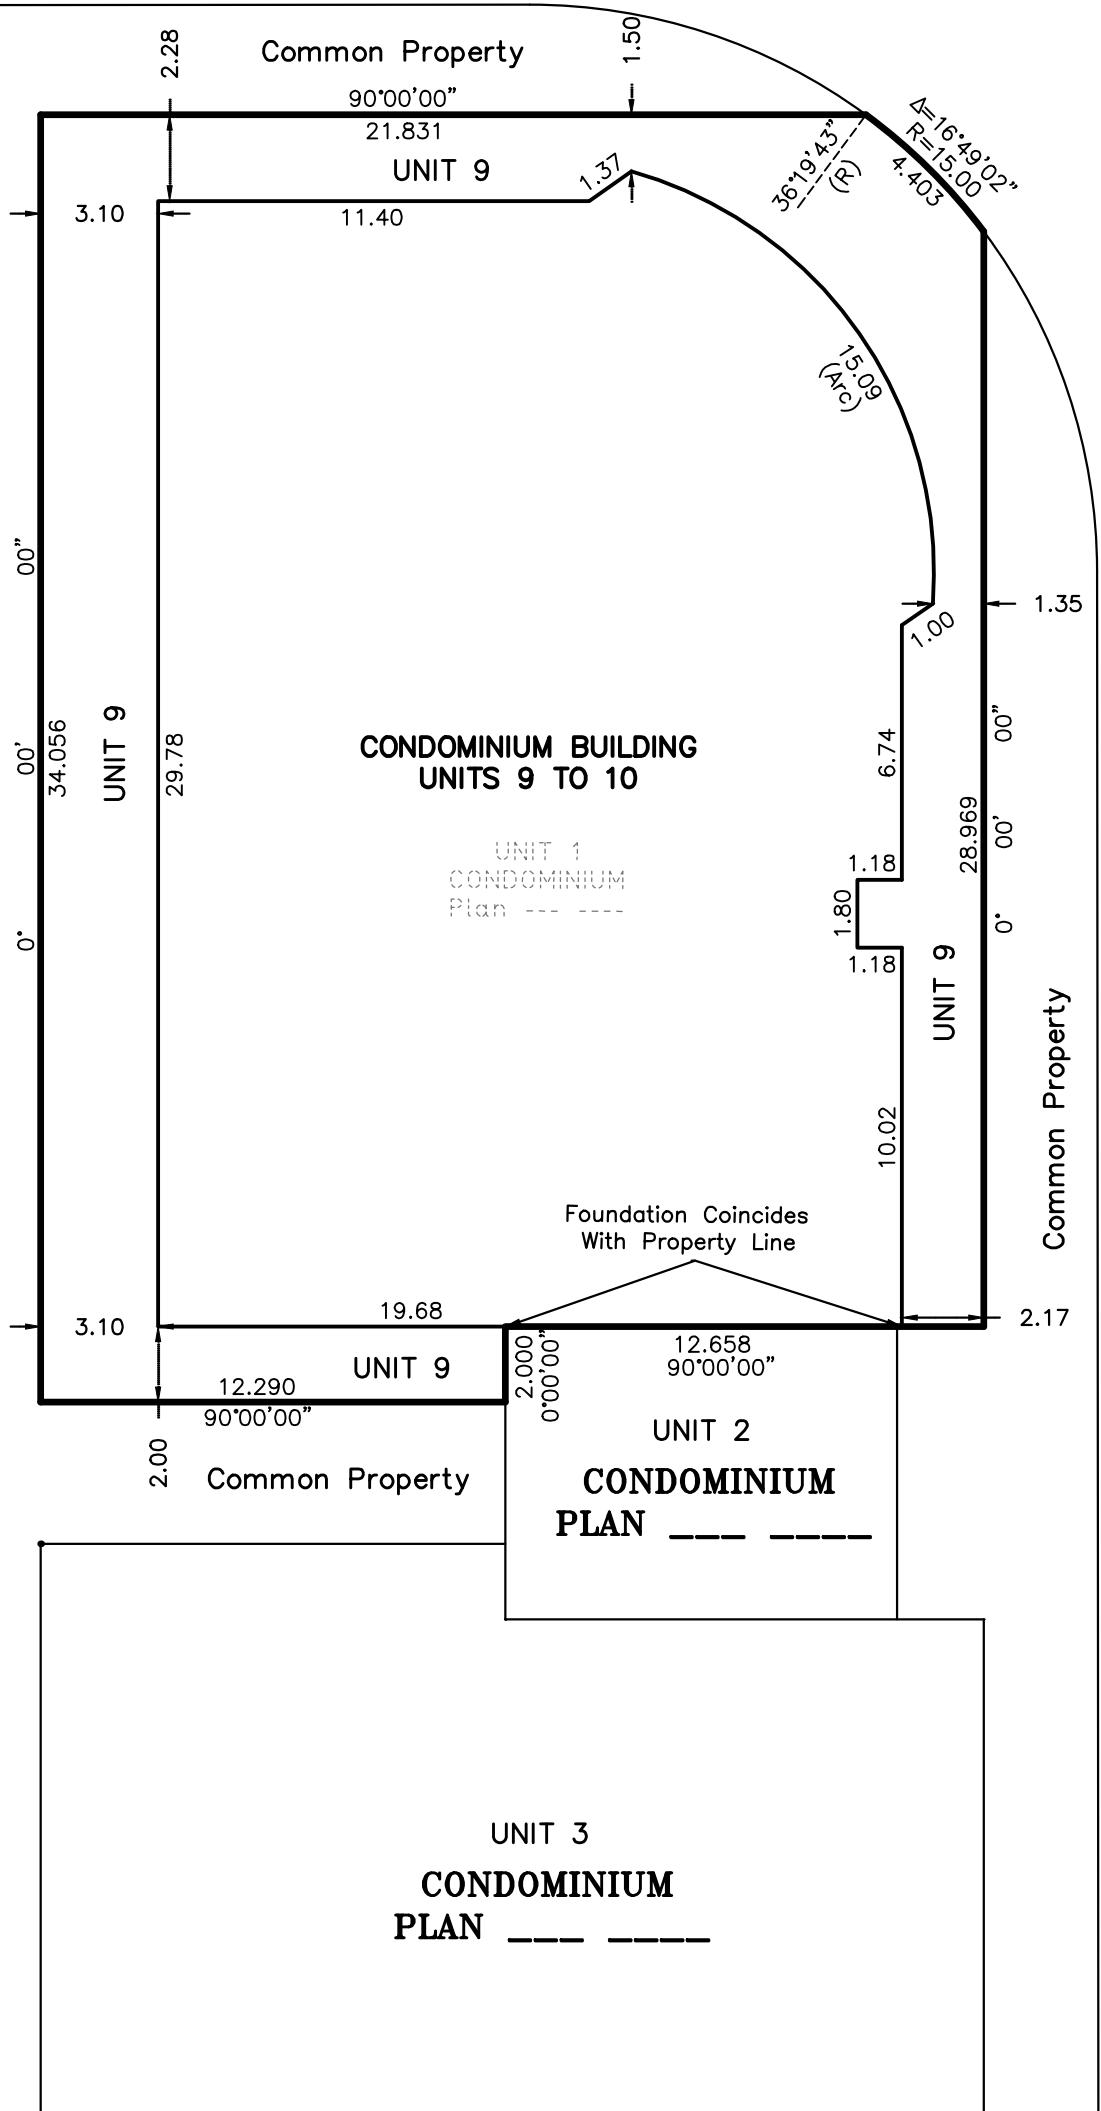 2.28
Common Property
1.50
90°00'00"
21.831
UNIT 9
1.37
36°19'43"
(R)
Δ=16°49'02"
R=15.00
4.403
3.10
11.40
15.09
(Arc)
0° 00' 00"
34.056
UNIT 9
29.78
1.35
1.00
CONDOMINIUM BUILDING
UNITS 9 TO 10
UNIT 1
CONDOMINIUM
Plan --- ----
6.74
1.18
1.80
1.18
28.969
0° 00' 00"
UNIT 9
Common Property
10.02
Foundation Coincides
With Property Line
3.10
19.68
2.17
UNIT 9
12.290
90°00'00"
2.000
0°00'00"
12.658
90°00'00"
2.00
Common Property
UNIT 2
CONDOMINIUM
PLAN ___ ____
UNIT 3
CONDOMINIUM
PLAN ___ ____